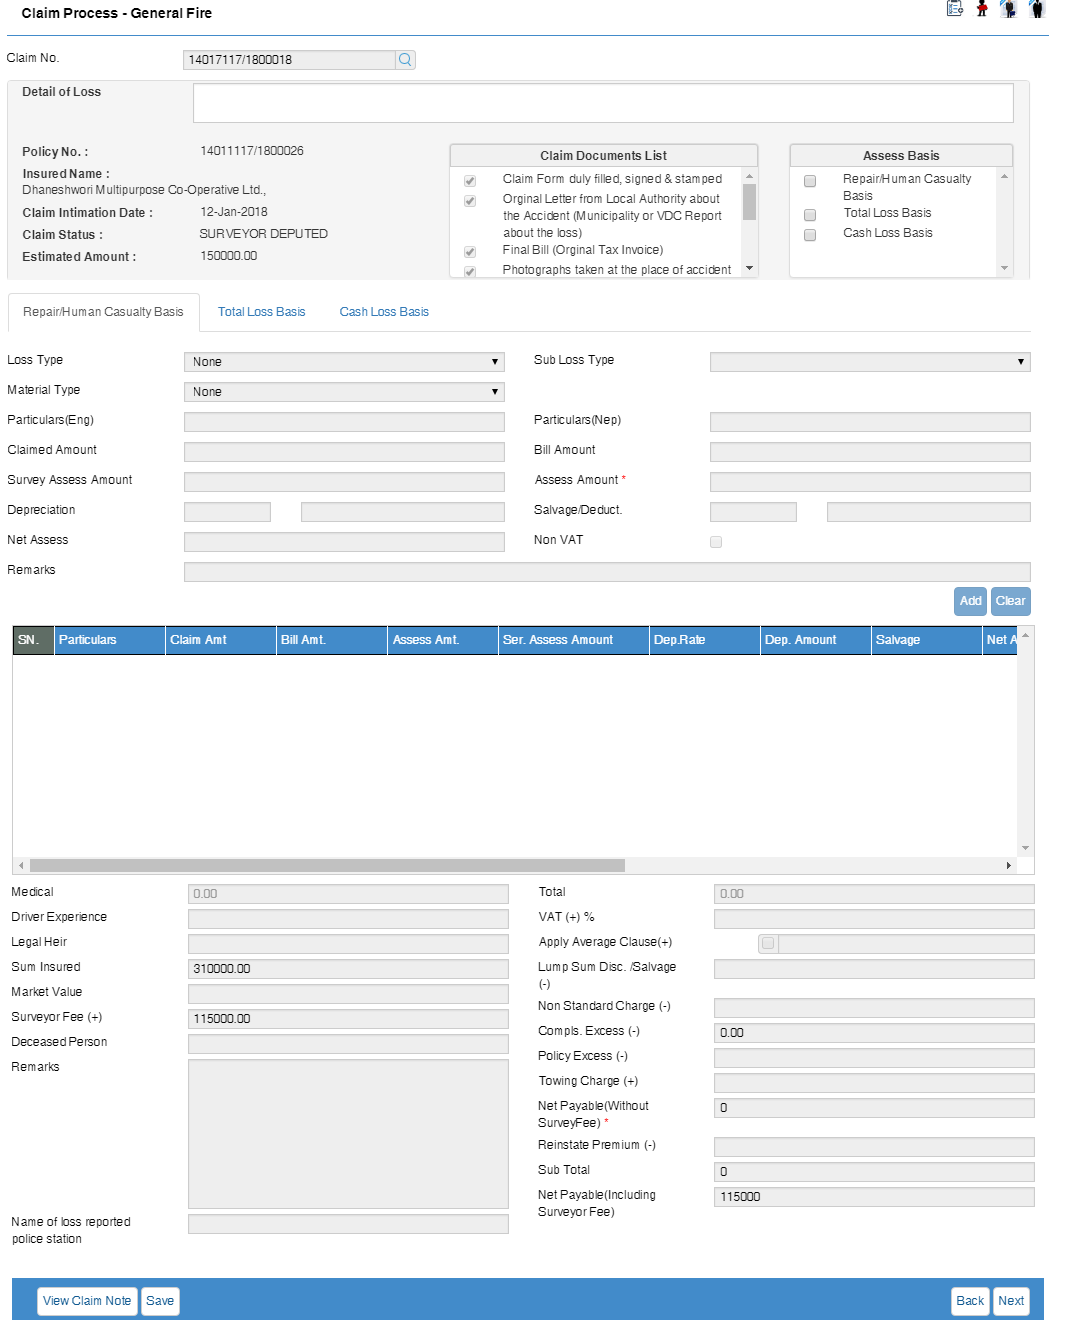 Claim Process - General Fire
Claim No.
14017117/1800018
Detail of Loss
Policy No. :
14011117/1800026
Insured Name :
Dhaneshwori Multipurpose Co-Operative Ltd.,
Claim Intimation Date :
12-Jan-2018
Claim Status :
SURVEYOR DEPUTED
Estimated Amount :
150000.00
Claim Documents List
Claim Form duly filled, signed & stamped
Orginal Letter from Local Authority about
the Accident (Municipality or VDC Report
about the loss)
Final Bill (Orginal Tax Invoice)
Photographs taken at the place of accident
Assess Basis
Repair/Human Casualty
Basis
Total Loss Basis
Cash Loss Basis
Repair/Human Casualty Basis
Total Loss Basis
Cash Loss Basis
Loss Type
None
Sub Loss Type
Material Type
None
Particulars(Eng)
Particulars(Nep)
Claimed Amount
Bill Amount
Survey Assess Amount
Assess Amount *
Depreciation
Salvage/Deduct.
Net Assess
Non VAT
Remarks
Add
Clear
SN.
Particulars
Claim Amt
Bill Amt.
Assess Amt.
Ser. Assess Amount
Dep.Rate
Dep. Amount
Salvage
Net A
Medical
0.00
Total
0.00
Driver Experience
VAT (+) %
Legal Heir
Apply Average Clause(+)
Sum Insured
310000.00
Lump Sum Disc. /Salvage
(-)
Market Value
Non Standard Charge (-)
Surveyor Fee (+)
115000.00
Compls. Excess (-)
0.00
Deceased Person
Policy Excess (-)
Remarks
Towing Charge (+)
Net Payable(Without
SurveyFee) *
0
Reinstate Premium (-)
Sub Total
0
Net Payable(Including
Surveyor Fee)
115000
Name of loss reported
police station
View Claim Note
Save
Back
Next